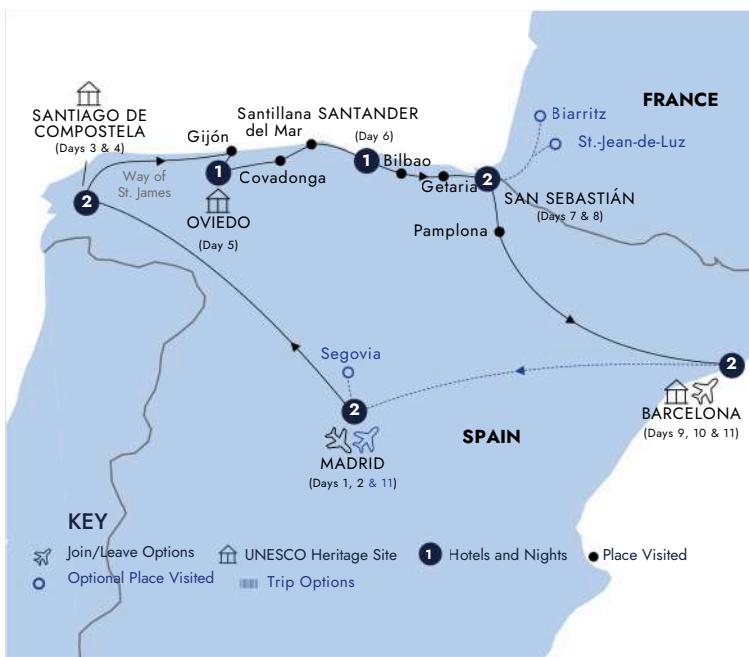 FRANCE
Biarritz
St.-Jean-de-Luz
SANTIAGO DE
COMPOSTELA
(Days 3 & 4)
2
Way of
St. James
Gijón
1
OVIEDO
(Day 5)
Covadonga
Santillana
del Mar
SANTANDER
(Day 6)
1
Bilbao
Getaria
2
SAN SEBASTIÁN
(Days 7 & 8)
Pamplona
2
BARCELONA
(Days 9, 10 & 11)
Segovia
2
MADRID
(Days 1, 2 & 11)
SPAIN
KEY
Join/Leave Options
UNESCO Heritage Site
1 Hotels and Nights
Place Visited
Optional Place Visited
Trip Options